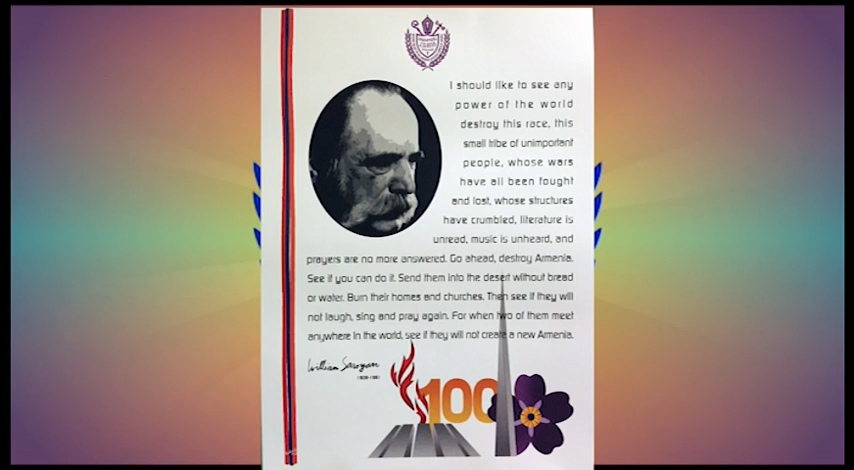 I should like to see any
power of the world
destroy this race, this
small tribe of unimportant
people, whose wars
have all been fought
and lost, whose structures
have crumbled, literature is
unread, music is unheard, and
prayers are no more answered. Go ahead, destroy Armenia.
See if you can do it. Send them into the desert without bread
or water. Burn their homes and churches. Then see if they will
not laugh, sing and pray again. For when two of them meet
anywhere in the world, see if they will not create a new Armenia.
William Saroyan
100